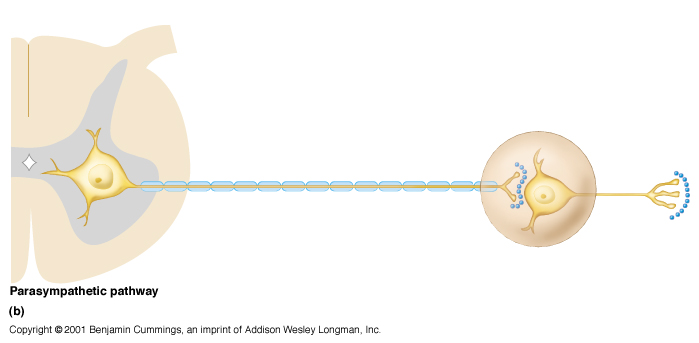 Parasympathetic pathway
(b)
Copyright © 2001 Benjamin Cummings, an imprint of Addison Wesley Longman, Inc.